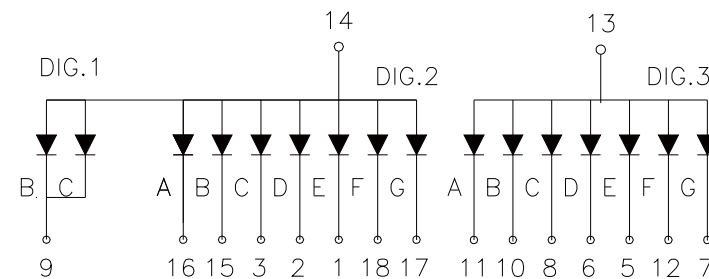 14 13
DIG.1 DIG.2 DIG.3
B C A B C D E F G A B C D E F G
9 16 15 3 2 1 18 17 11 10 8 6 5 12 7